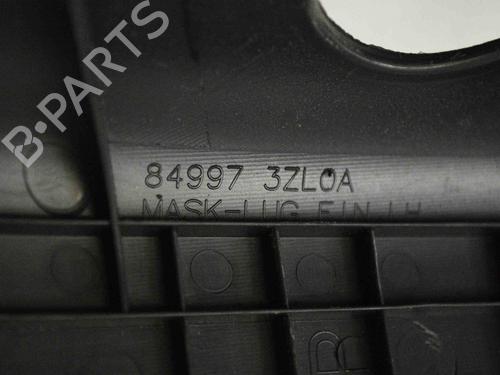 B-PARTS
84997 3ZL0A
MASK-LUG FIN LH